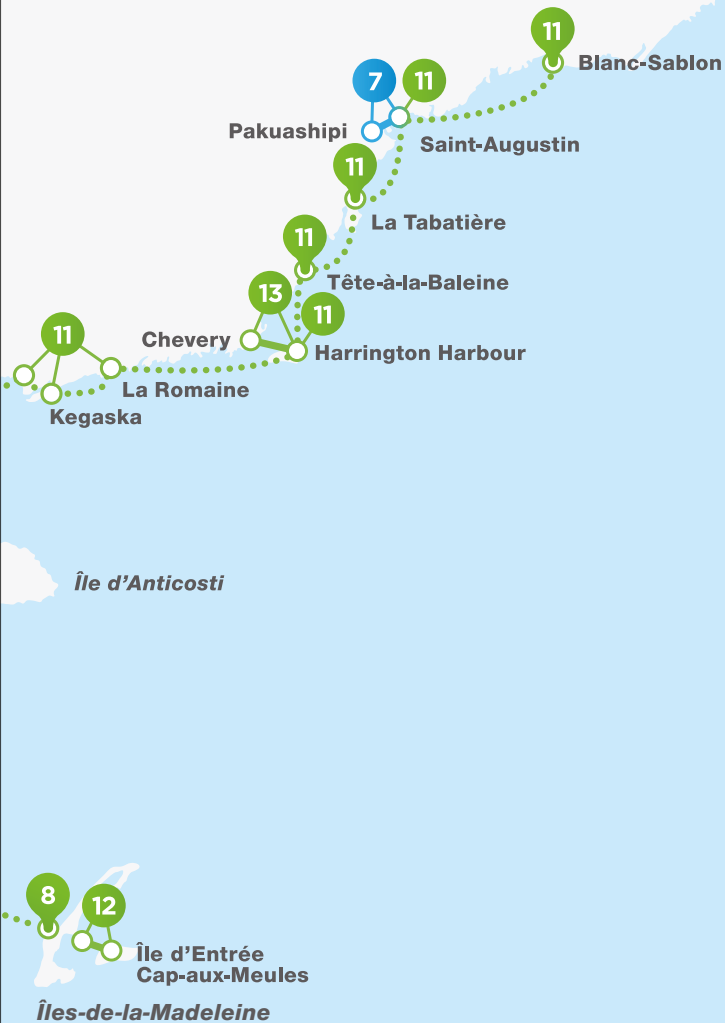 11
Blanc-Sablon
7
11
Pakuashipi
Saint-Augustin
11
La Tabatière
11
Tête-à-la-Baleine
13
11
Chevery
Harrington Harbour
11
La Romaine
Kegaska
Île d'Anticosti
8
12
Île d'Entrée
Cap-aux-Meules
Îles-de-la-Madeleine